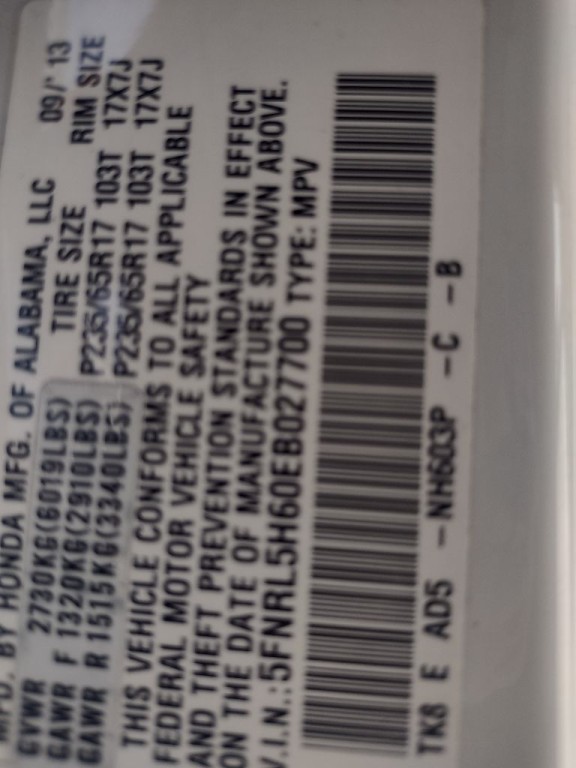 MFD. BY HONDA MFG. OF ALABAMA, LLC 09/ 13
GVWR 2730KG(6019LBS) TIRE SIZE RIM SIZE
GAWR F 1320KG(2910LBS) P235/65R17 103T 17X7J
GAWR R 1515KG(3340LBS) P235/65R17 103T 17X7J
THIS VEHICLE CONFORMS TO ALL APPLICABLE
FEDERAL MOTOR VEHICLE SAFETY
AND THEFT PREVENTION STANDARDS IN EFFECT
ON THE DATE OF MANUFACTURE SHOWN ABOVE.
V.I.N.:5FNRL5H60EB027700 TYPE: MPV
TK8 E AD5 -NH603P -C -B